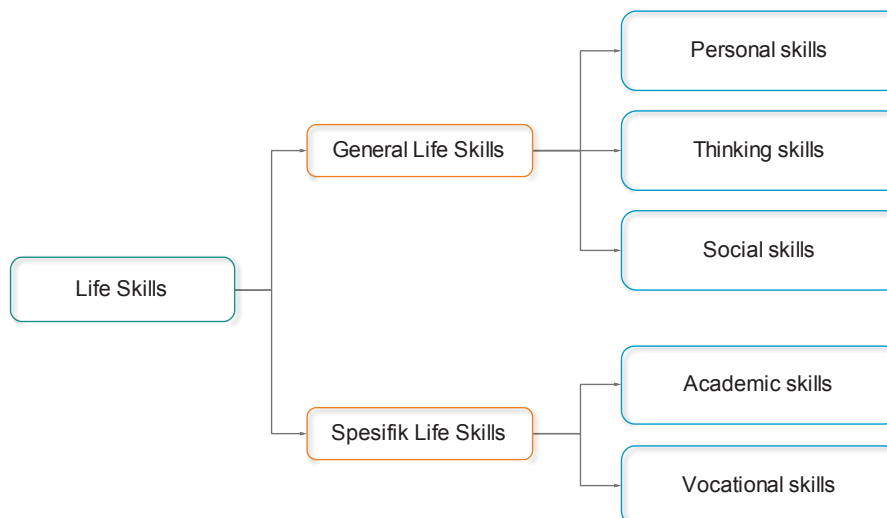 Personal skills
General Life Skills
Thinking skills
Social skills
Life Skills
Academic skills
Spesifik Life Skills
Vocational skills